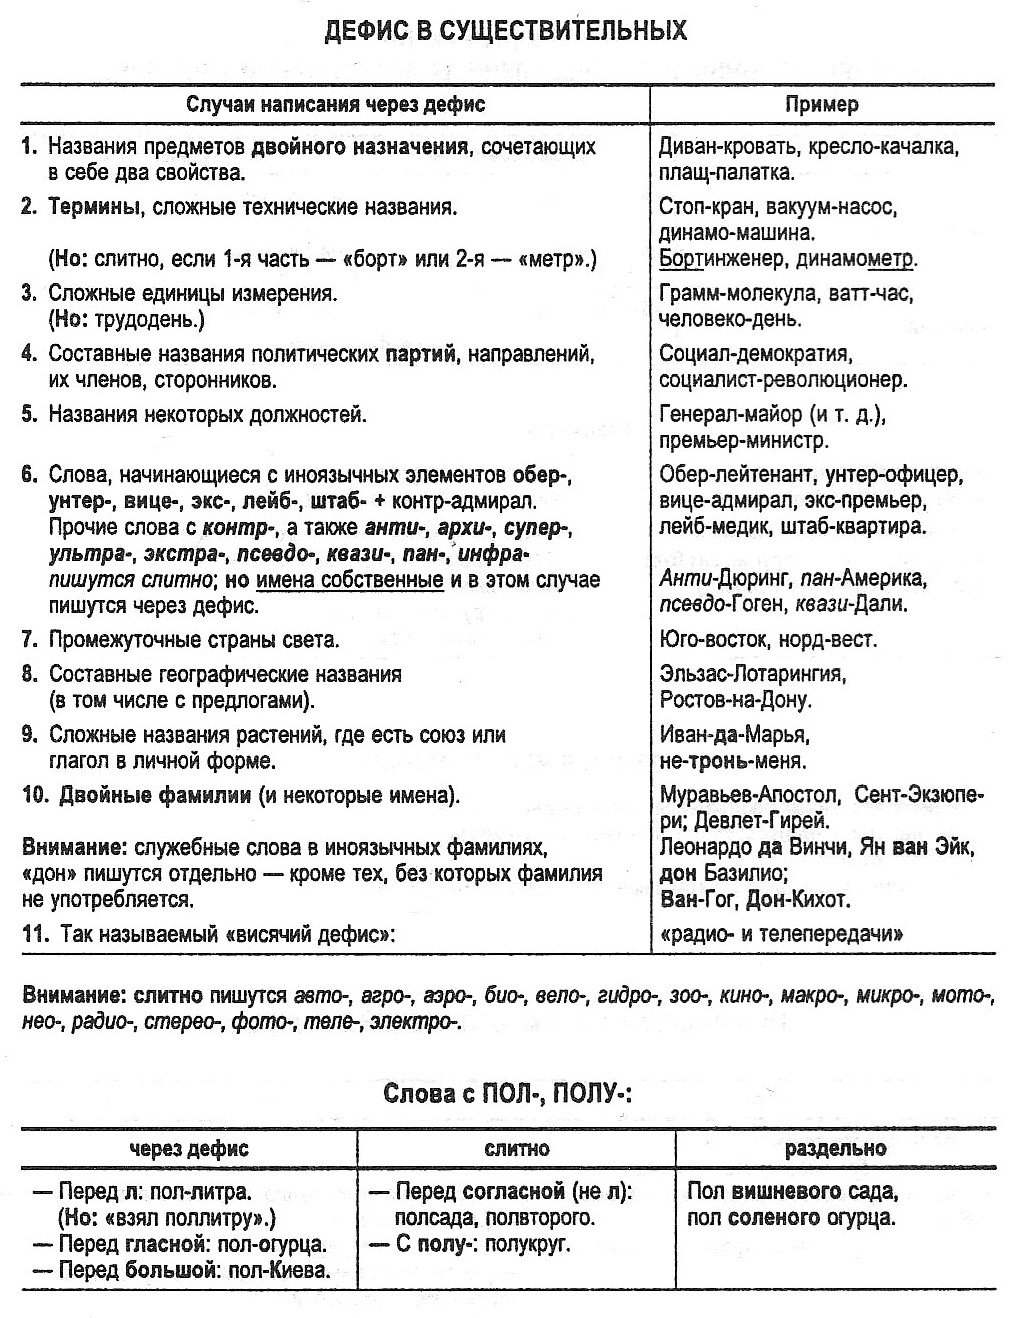 ДЕФИС В СУЩЕСТВИТЕЛЬНЫХ
Случаи написания через дефис
Пример
1. Названия предметов двойного назначения, сочетающих
в себе два свойства.
Диван-кровать, кресло-качалка,
плащ-палатка.
2. Термины, сложные технические названия.
Стоп-кран, вакуум-насос,
динамо-машина.
(Но: слитно, если 1-я часть — «борт» или 2-я — «метр».)
Бортинженер, динамометр.
3. Сложные единицы измерения.
(Но: трудодень.)
Грамм-молекула, ватт-час,
человеко-день.
4. Составные названия политических партий, направлений,
их членов, сторонников.
Социал-демократия,
социалист-революционер.
5. Названия некоторых должностей.
Генерал-майор (и т. д.),
премьер-министр.
6. Слова, начинающиеся с иноязычных элементов обер-,
унтер-, вице-, экс-, лейб-, штаб- + контр-адмирал.
Прочие слова с контр-, а также анти-, архи-, супер-,
ультра-, экстра-, псевдо-, квази-, пан-, инфра-
пишутся слитно; но имена собственные и в этом случае
пишутся через дефис.
Обер-лейтенант, унтер-офицер,
вице-адмирал, экс-премьер,
лейб-медик, штаб-квартира.
Анти-Дюринг, пан-Америка,
псевдо-Гоген, квази-Дали.
7. Промежуточные страны света.
Юго-восток, норд-вест.
8. Составные географические названия
(в том числе с предлогами).
Эльзас-Лотарингия,
Ростов-на-Дону.
9. Сложные названия растений, где есть союз или
глагол в личной форме.
Иван-да-Марья,
не-тронь-меня.
10. Двойные фамилии (и некоторые имена).
Муравьев-Апостол, Сент-Экзюпе-
ри; Девлет-Гирей.
Внимание: служебные слова в иноязычных фамилиях,
«дон» пишутся отдельно — кроме тех, без которых фамилия
не употребляется.
Леонардо да Винчи, Ян ван Эйк,
дон Базилио;
Ван-Гог, Дон-Кихот.
11. Так называемый «висячий дефис»:
«радио- и телепередачи»
Внимание: слитно пишутся авто-, агро-, аэро-, био-, вело-, гидро-, зоо-, кино-, макро-, микро-, мото-,
нео-, радио-, стерео-, фото-, теле-, электро-.
Слова с ПОЛ-, ПОЛУ-:
через дефис
слитно
раздельно
— Перед л: пол-литра.
(Но: «взял поллитру».)
— Перед гласной: пол-огурца.
— Перед большой: пол-Киева.
— Перед согласной (не л):
полсада, полвторого.
— С полу-: полукруг.
Пол вишневого сада,
пол соленого огурца.